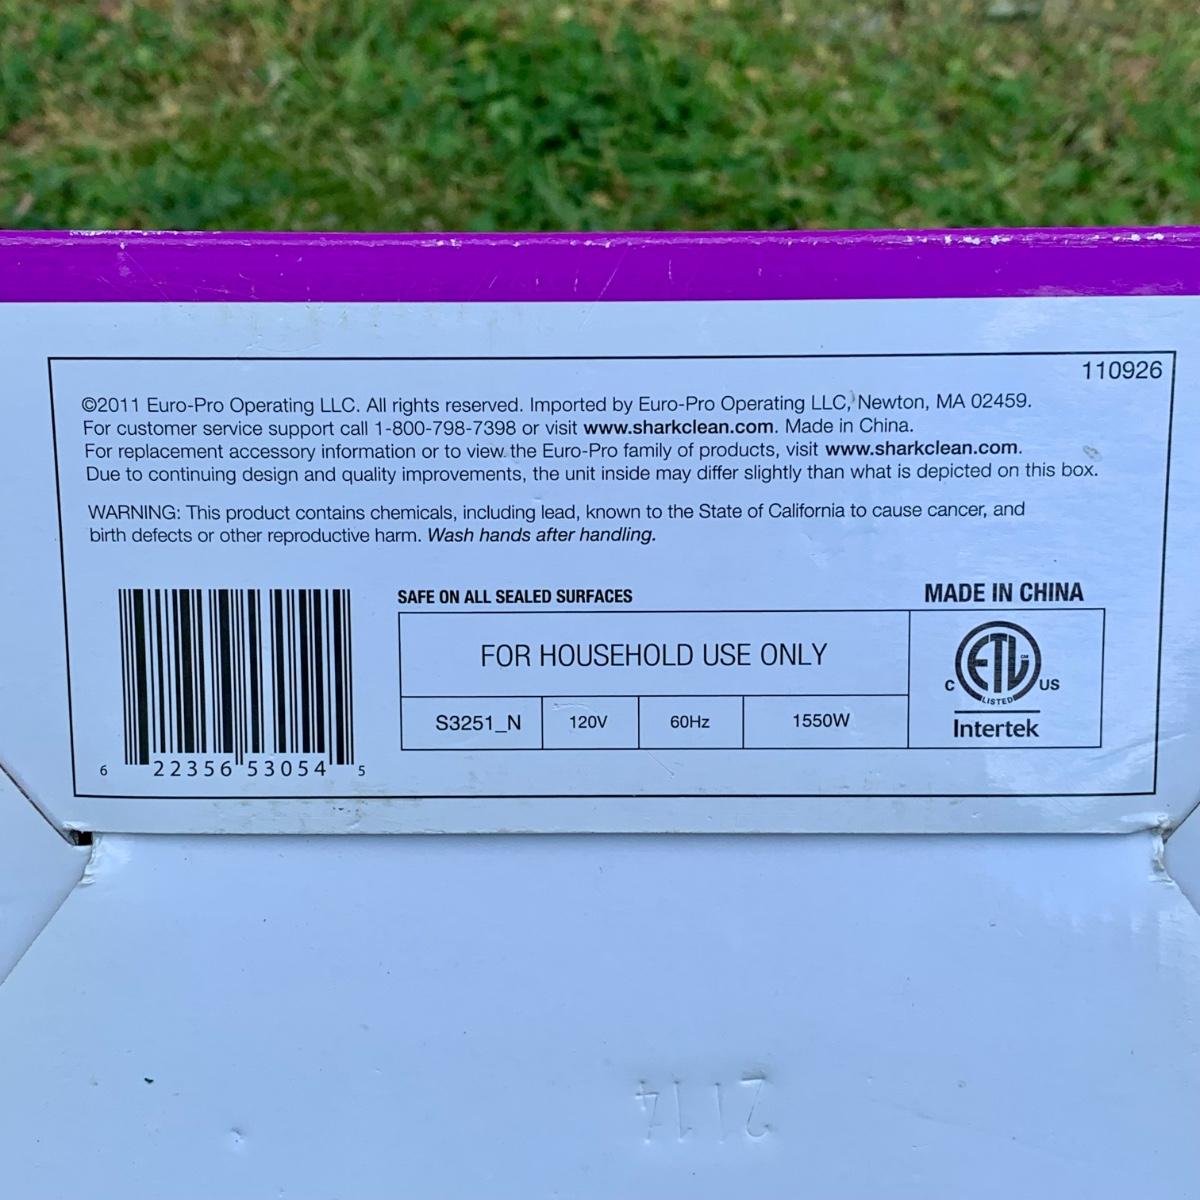 110926
©2011 Euro-Pro Operating LLC. All rights reserved. Imported by Euro-Pro Operating LLC, Newton, MA 02459.
For customer service support call 1-800-798-7398 or visit www.sharkclean.com. Made in China.
For replacement accessory information or to view the Euro-Pro family of products, visit www.sharkclean.com.
Due to continuing design and quality improvements, the unit inside may differ slightly than what is depicted on this box.
WARNING: This product contains chemicals, including lead, known to the State of California to cause cancer, and
birth defects or other reproductive harm. Wash hands after handling.
6 22356 53054 5
SAFE ON ALL SEALED SURFACES
FOR HOUSEHOLD USE ONLY
S3251_N 120V 60Hz 1550W
MADE IN CHINA
ETL
C LISTED US
Intertek